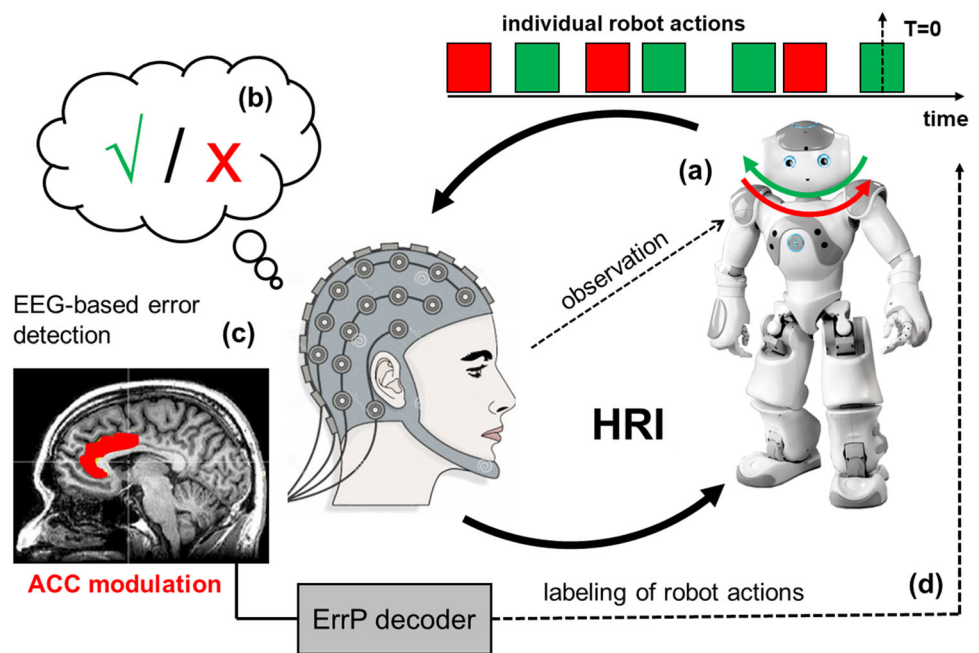 individual robot actions
T=0
time
(b)
√ / X
(a)
observation
EEG-based error
detection
(c)
HRI
ACC modulation
ErrP decoder
labeling of robot actions
(d)